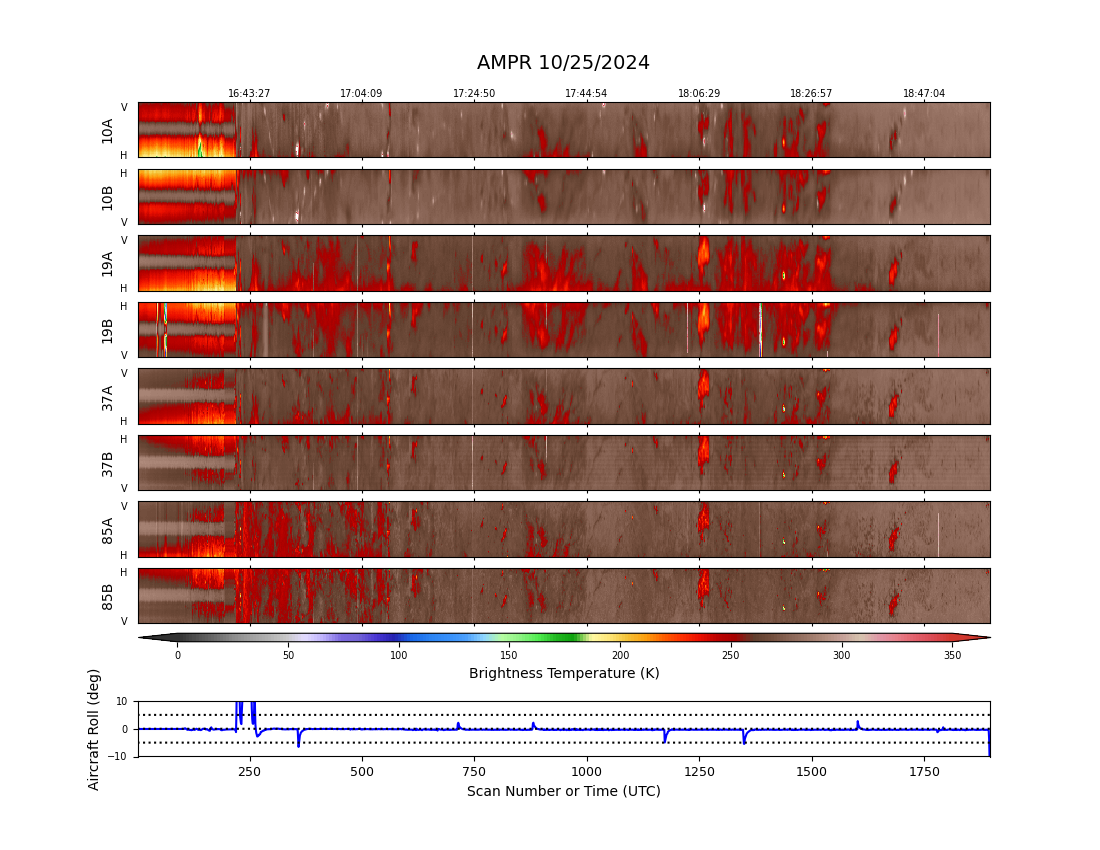 AMPR 10/25/2024
16:43:27 17:04:09 17:24:50 17:44:54 18:06:29 18:26:57 18:47:04
V
10A
H
H
10B
V
V
19A
H
H
19B
V
V
37A
H
H
37B
V
V
85A
H
H
85B
V
0 50 100 150 200 250 300 350
Brightness Temperature (K)
Aircraft Roll (deg)
10
0
−10
250 500 750 1000 1250 1500 1750
Scan Number or Time (UTC)